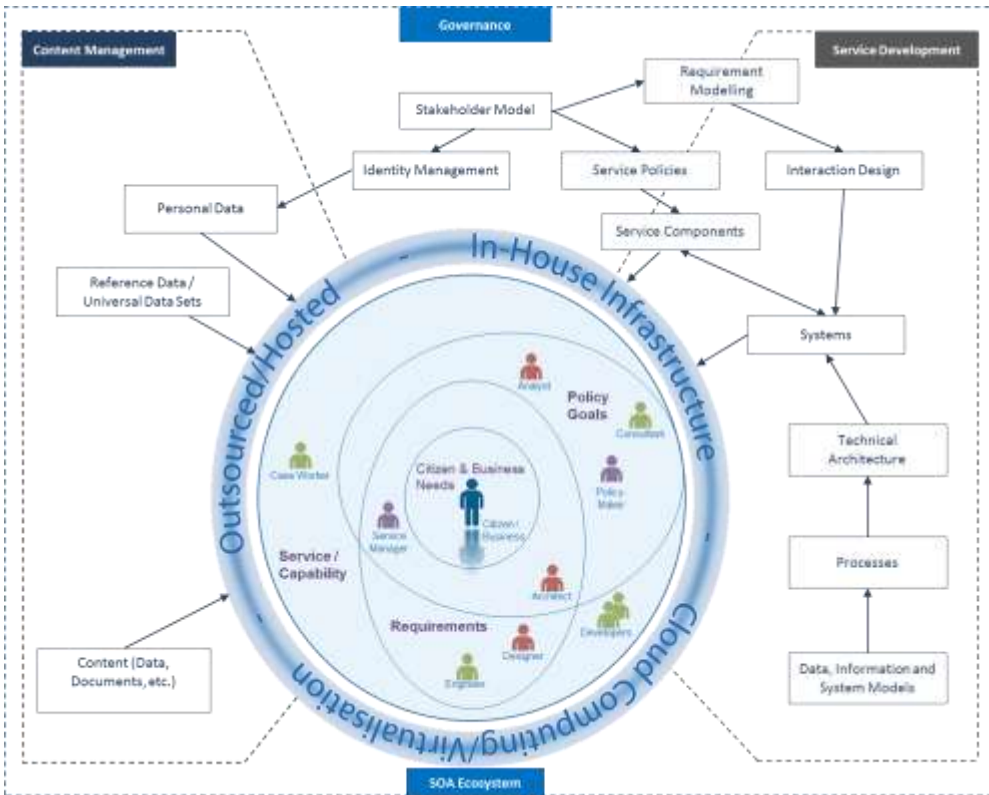 Governance
Content Management
Service Development
Requirement
Modelling
Stakeholder Model
Identity Management
Service Policies
Interaction Design
Personal Data
Service Components
Reference Data /
Universal Data Sets
Systems
Outsourced/Hosted - In-House Infrastructure - Cloud Computing/Virtualisation -
Analyst
Policy
Goals
Consultant
Case Worker
Citizen & Business
Needs
Policy
Maker
Technical
Architecture
Service
Manager
Citizen /
Business
Service /
Capability
Architect
Processes
Requirements
Developers
Designer
Engineer
Content (Data,
Documents, etc.)
Data, Information and
System Models
SOA Ecosystem